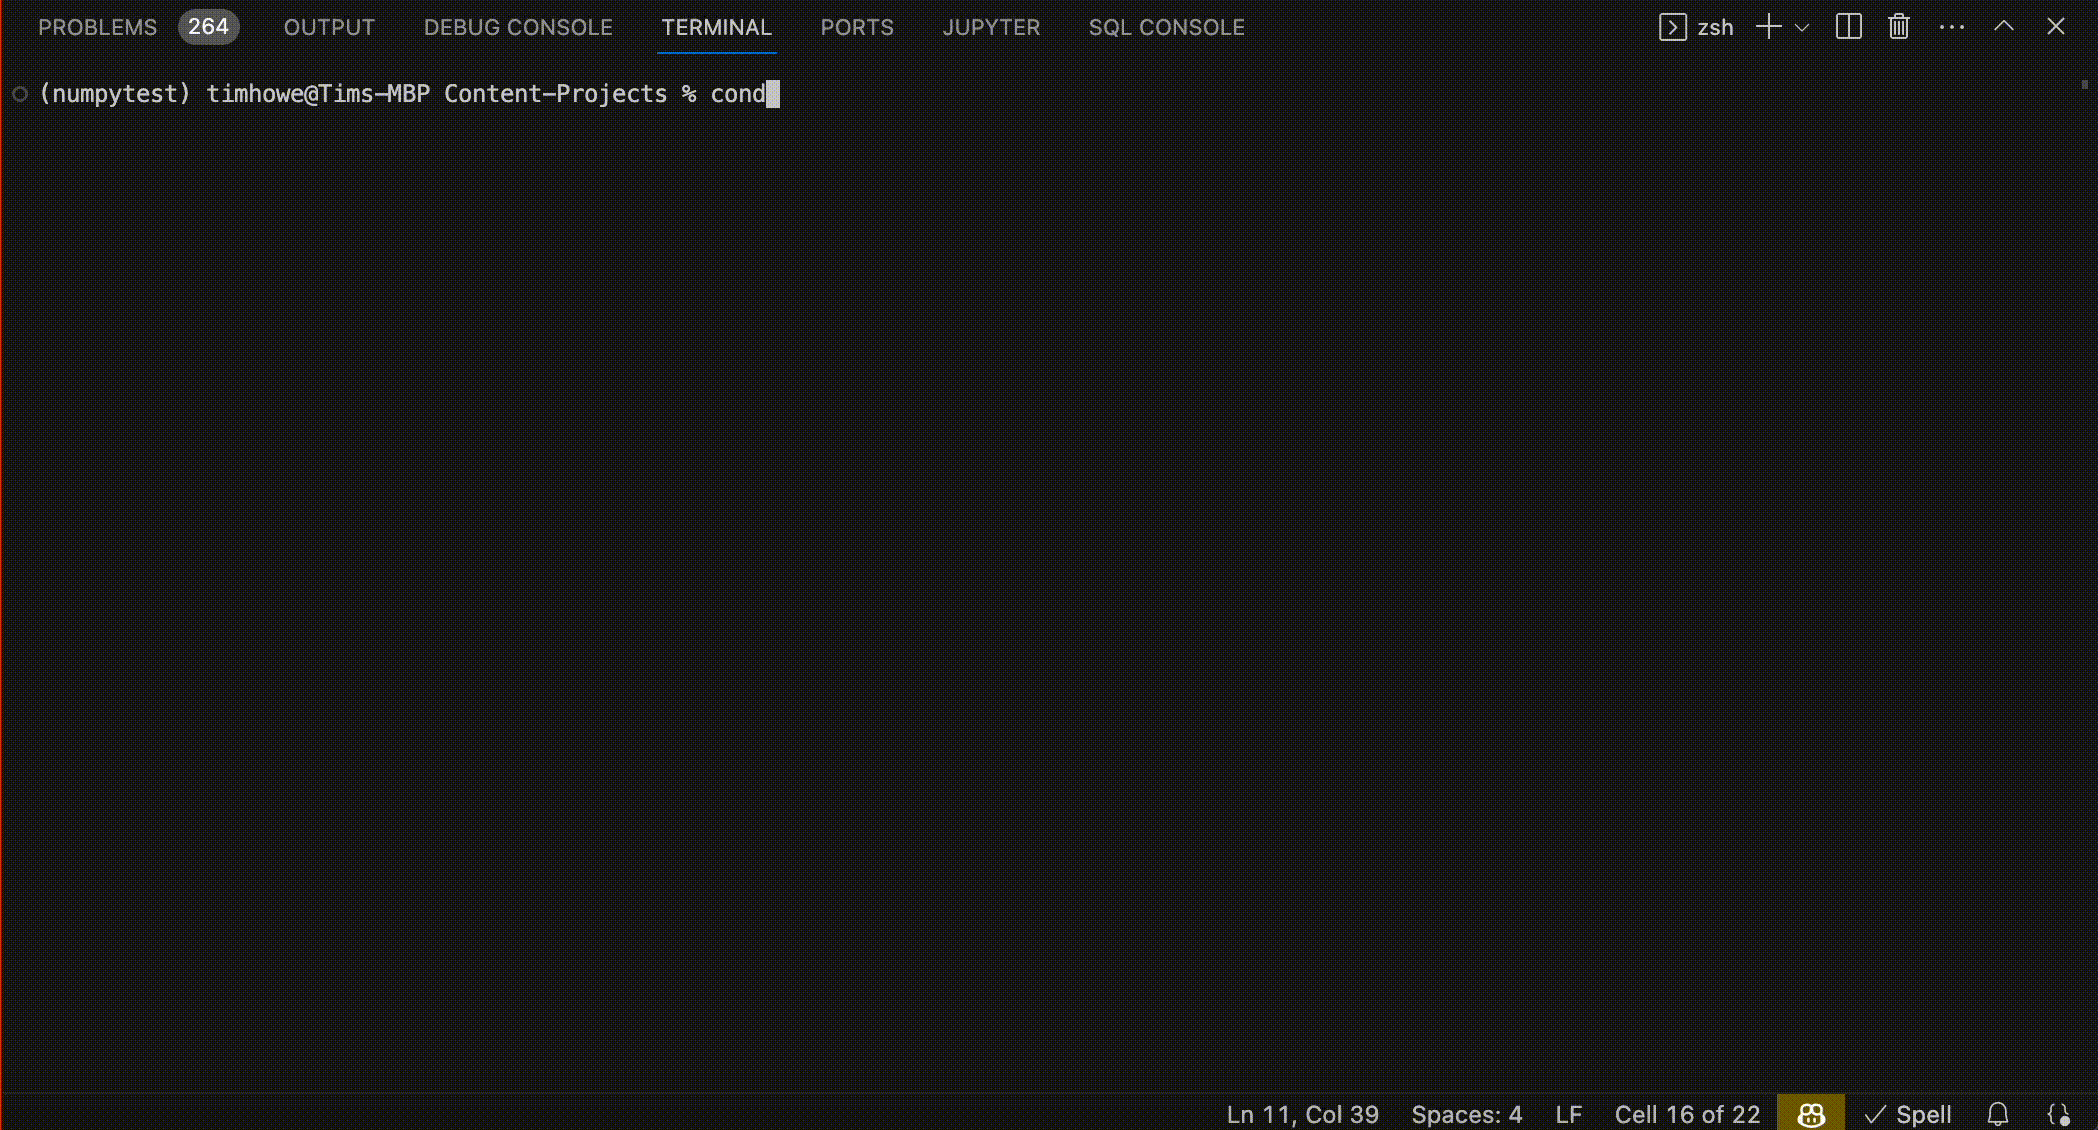 PROBLEMS 264 OUTPUT DEBUG CONSOLE TERMINAL PORTS JUPYTER SQL CONSOLE zsh
(numpytest) timhowe@Tims-MBP Content-Projects % cond
Ln 11, Col 39 Spaces: 4 LF Cell 16 of 22 Spell